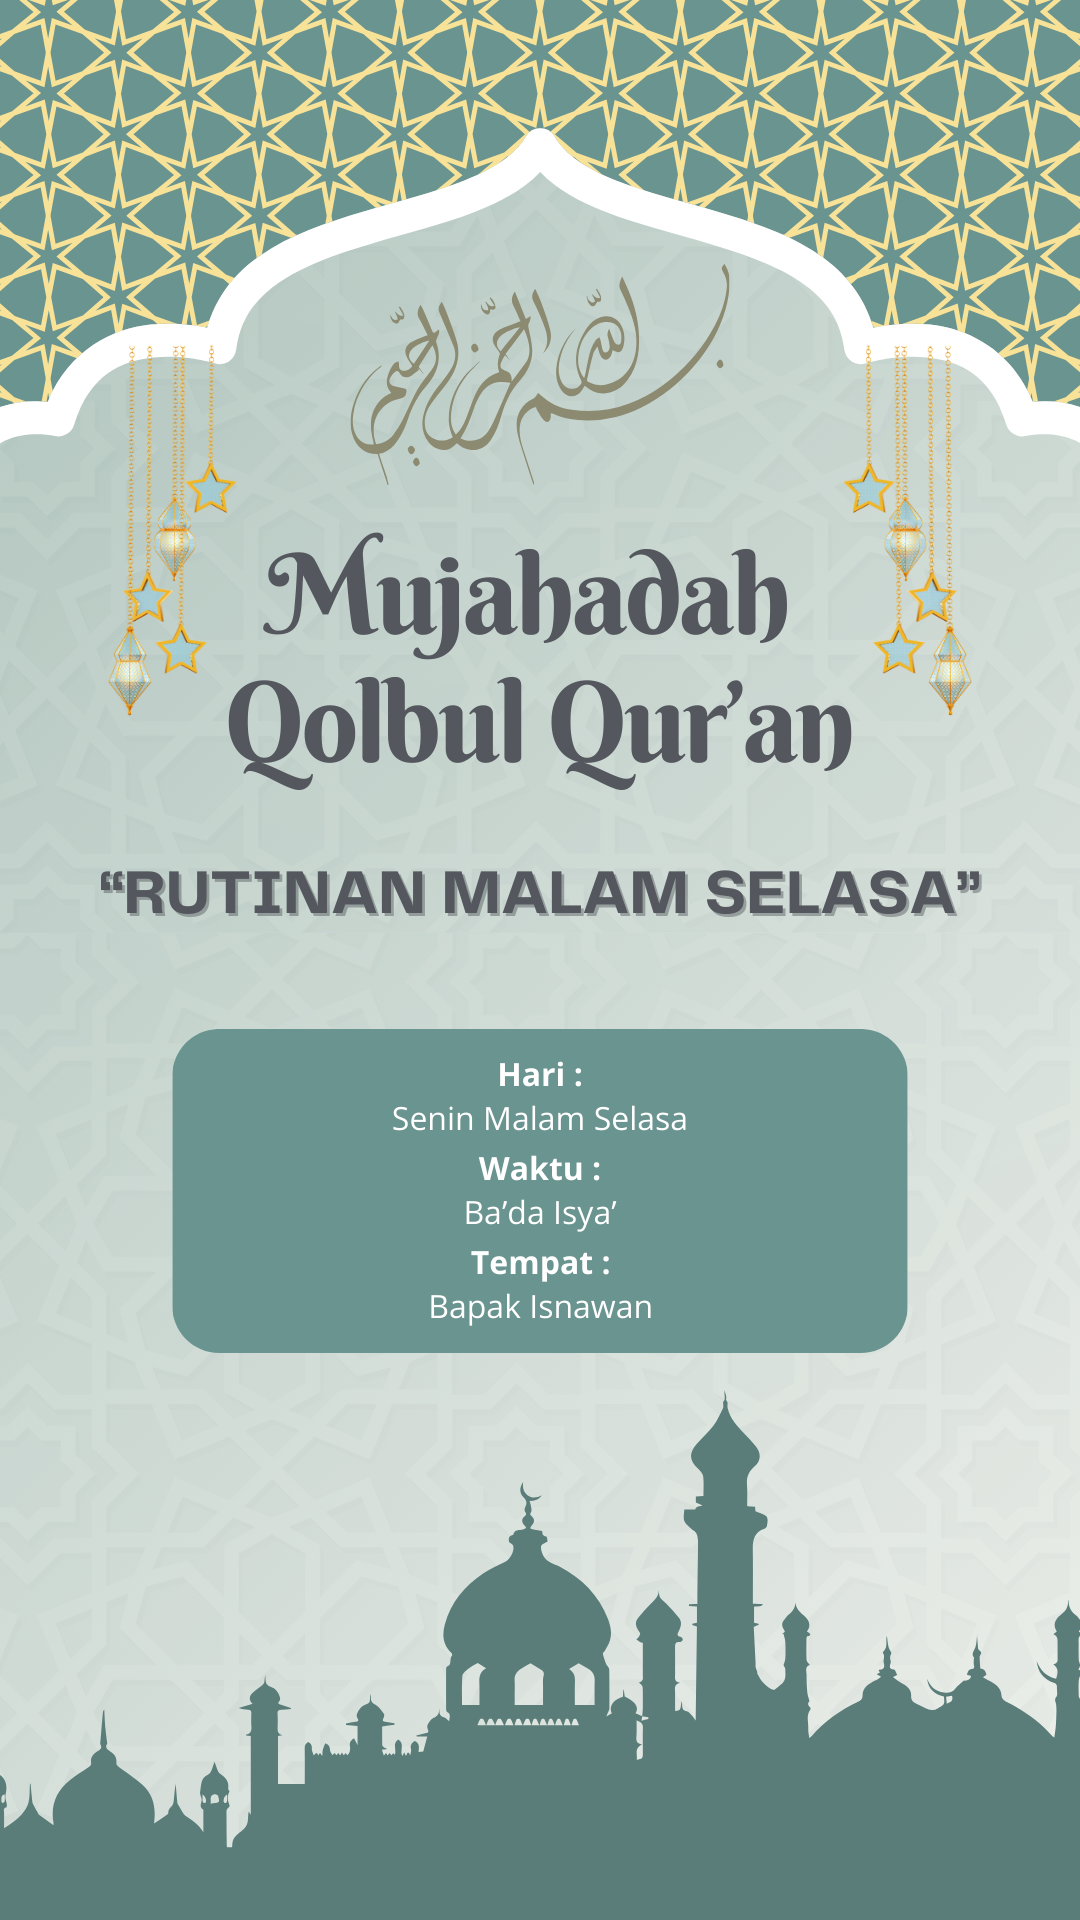 بسم الله الرحمن الرحيم
Mujahadah
Qolbul Qur’an
“RUTINAN MALAM SELASA”
Hari :
Senin Malam Selasa
Waktu :
Ba’da Isya’
Tempat :
Bapak Isnawan